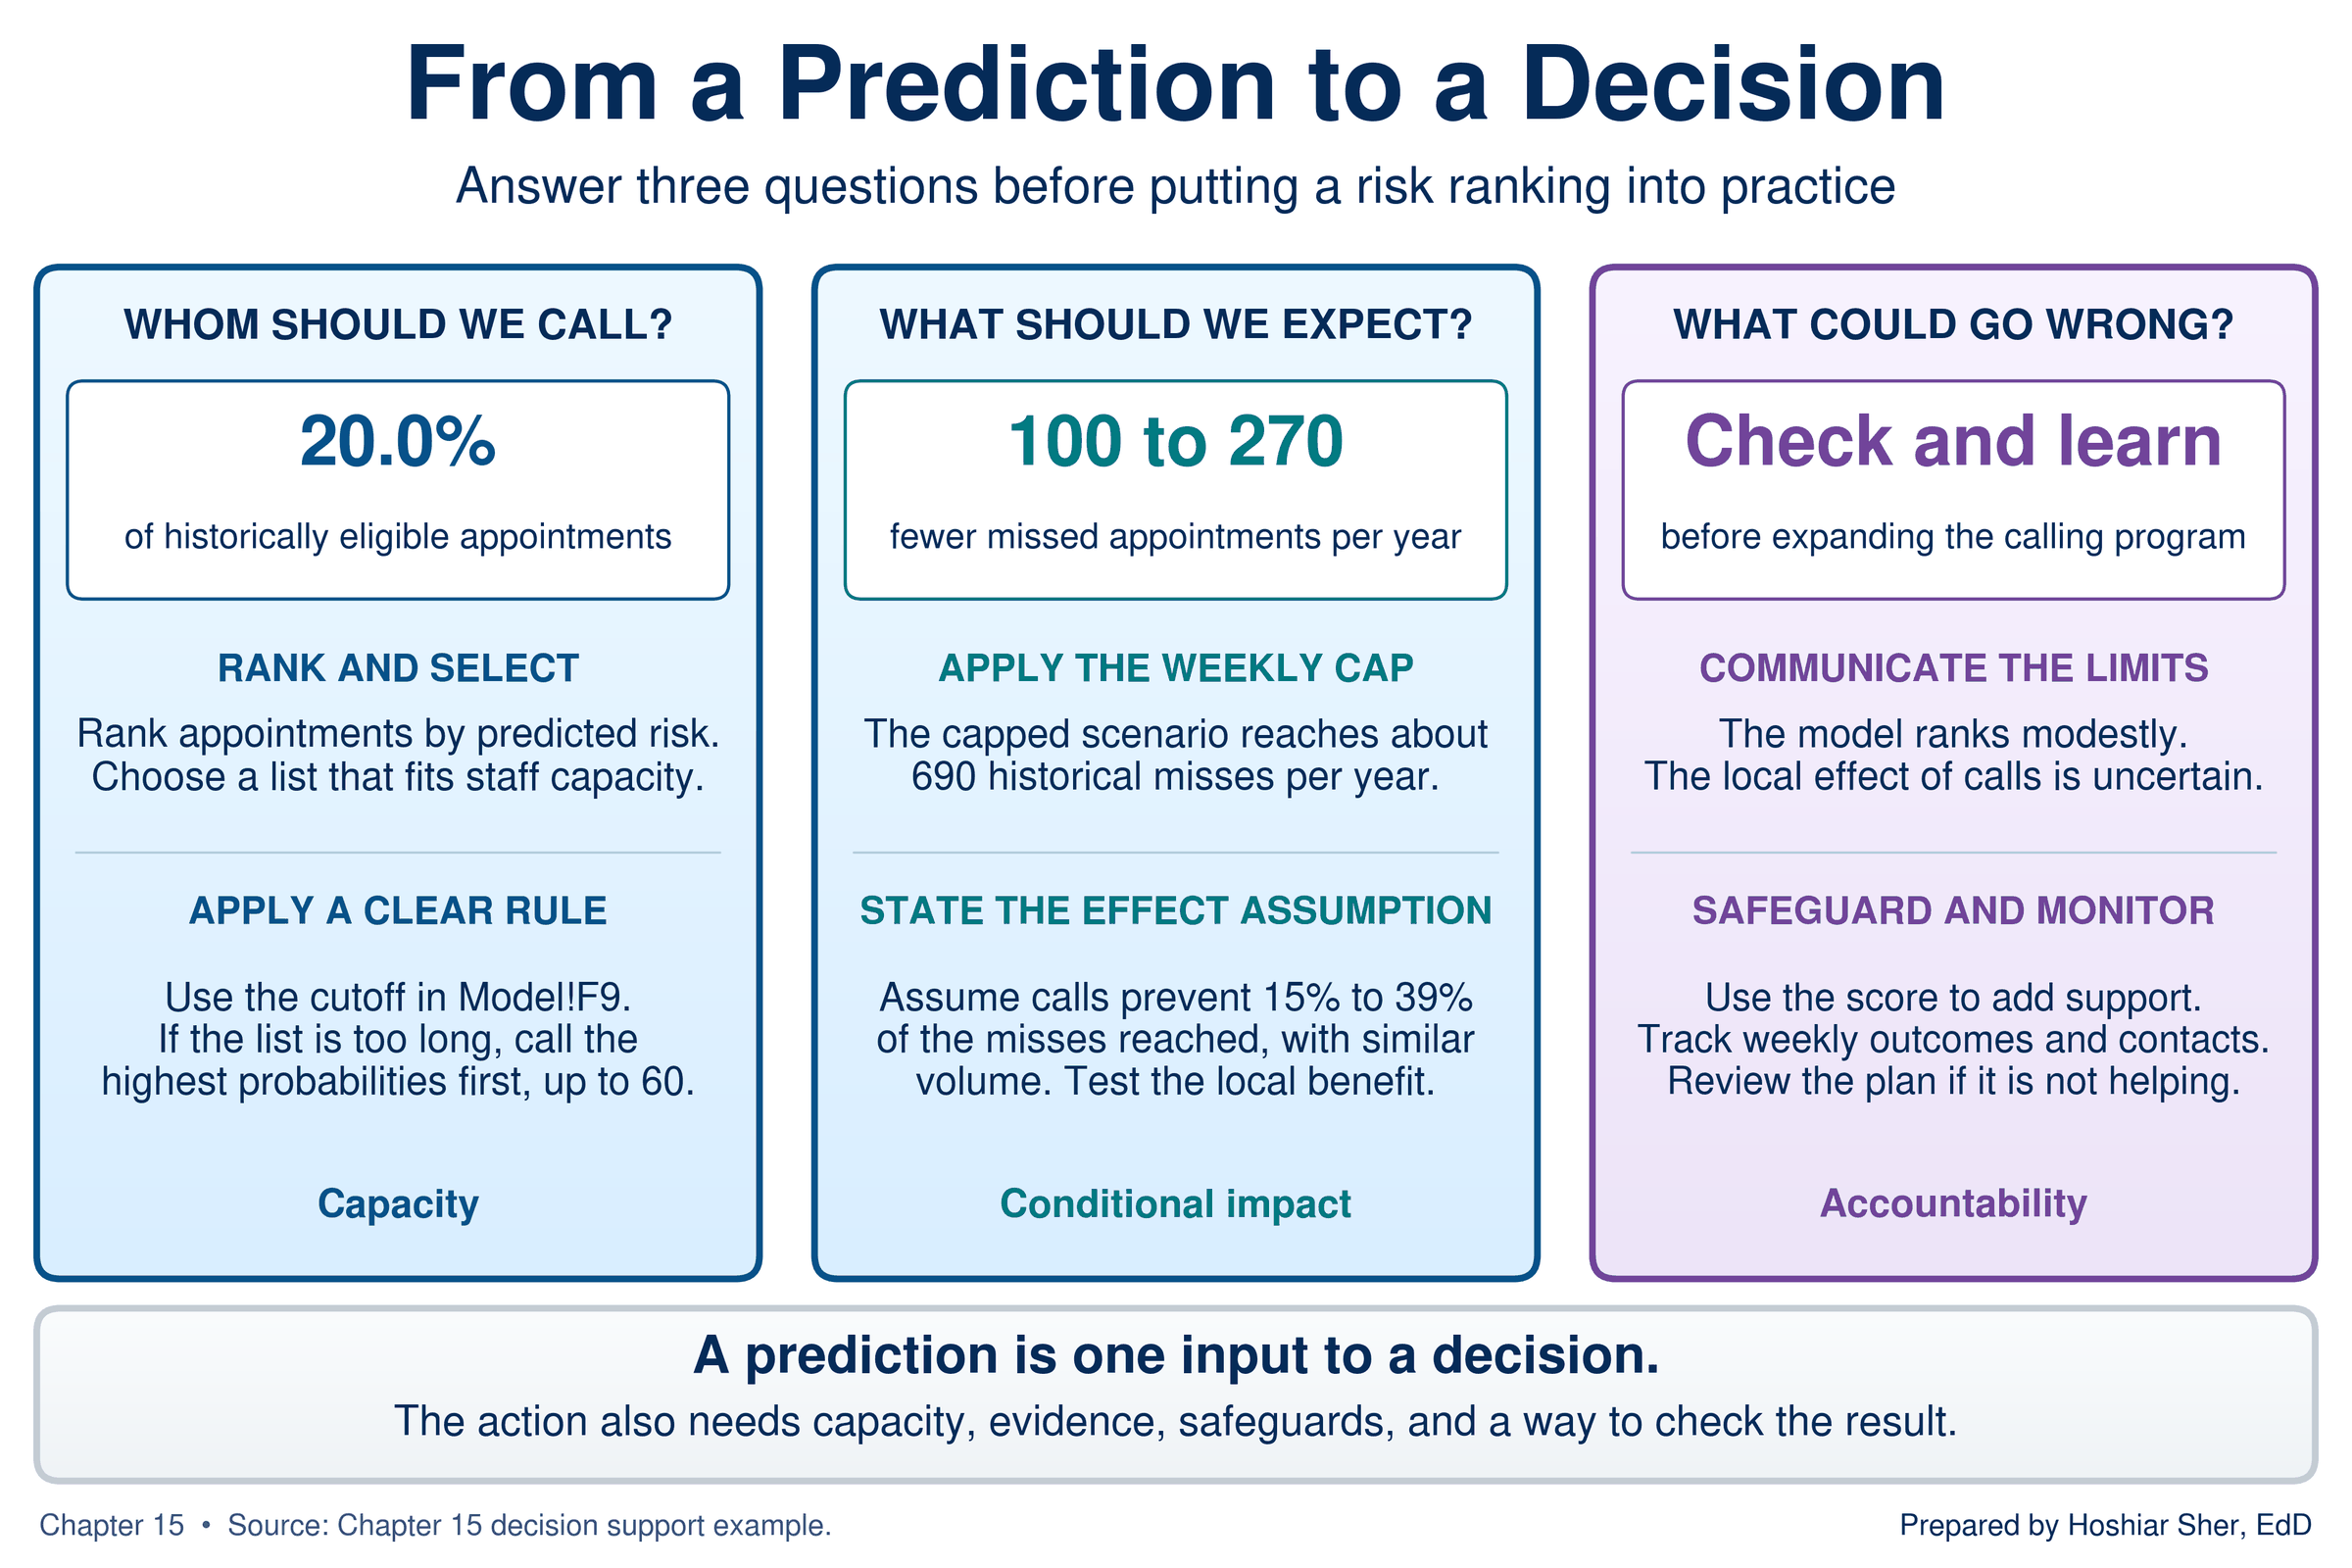 From a Prediction to a Decision
Answer three questions before putting a risk ranking into practice
WHOM SHOULD WE CALL?
20.0%
of historically eligible appointments
RANK AND SELECT
Rank appointments by predicted risk.
Choose a list that fits staff capacity.
APPLY A CLEAR RULE
Use the cutoff in Model!F9.
If the list is too long, call the
highest probabilities first, up to 60.
Capacity
WHAT SHOULD WE EXPECT?
100 to 270
fewer missed appointments per year
APPLY THE WEEKLY CAP
The capped scenario reaches about
690 historical misses per year.
STATE THE EFFECT ASSUMPTION
Assume calls prevent 15% to 39%
of the misses reached, with similar
volume. Test the local benefit.
Conditional impact
WHAT COULD GO WRONG?
Check and learn
before expanding the calling program
COMMUNICATE THE LIMITS
The model ranks modestly.
The local effect of calls is uncertain.
SAFEGUARD AND MONITOR
Use the score to add support.
Track weekly outcomes and contacts.
Review the plan if it is not helping.
Accountability
A prediction is one input to a decision.
The action also needs capacity, evidence, safeguards, and a way to check the result.
Chapter 15 • Source: Chapter 15 decision support example.
Prepared by Hoshiar Sher, EdD